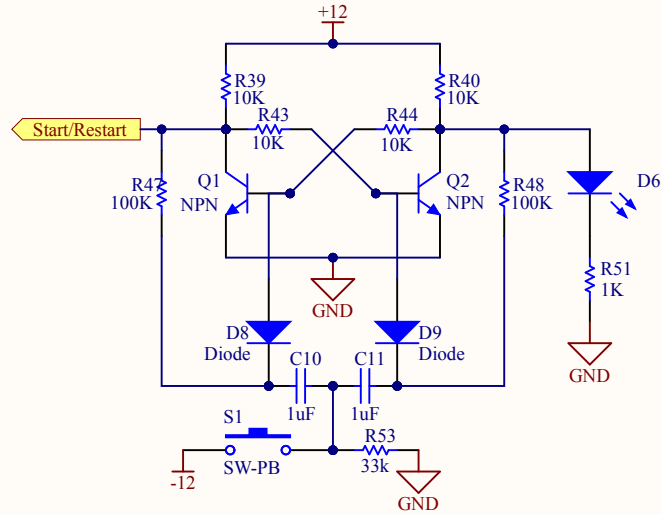 +12
R39
10K
R40
10K
R43
10K
R44
10K
Start/Restart
R47
100K
Q1
NPN
Q2
NPN
R48
100K
D6
R51
1K
GND
GND
D8
Diode
D9
Diode
C10
1uF
C11
1uF
S1
SW-PB
-12
R53
33k
GND